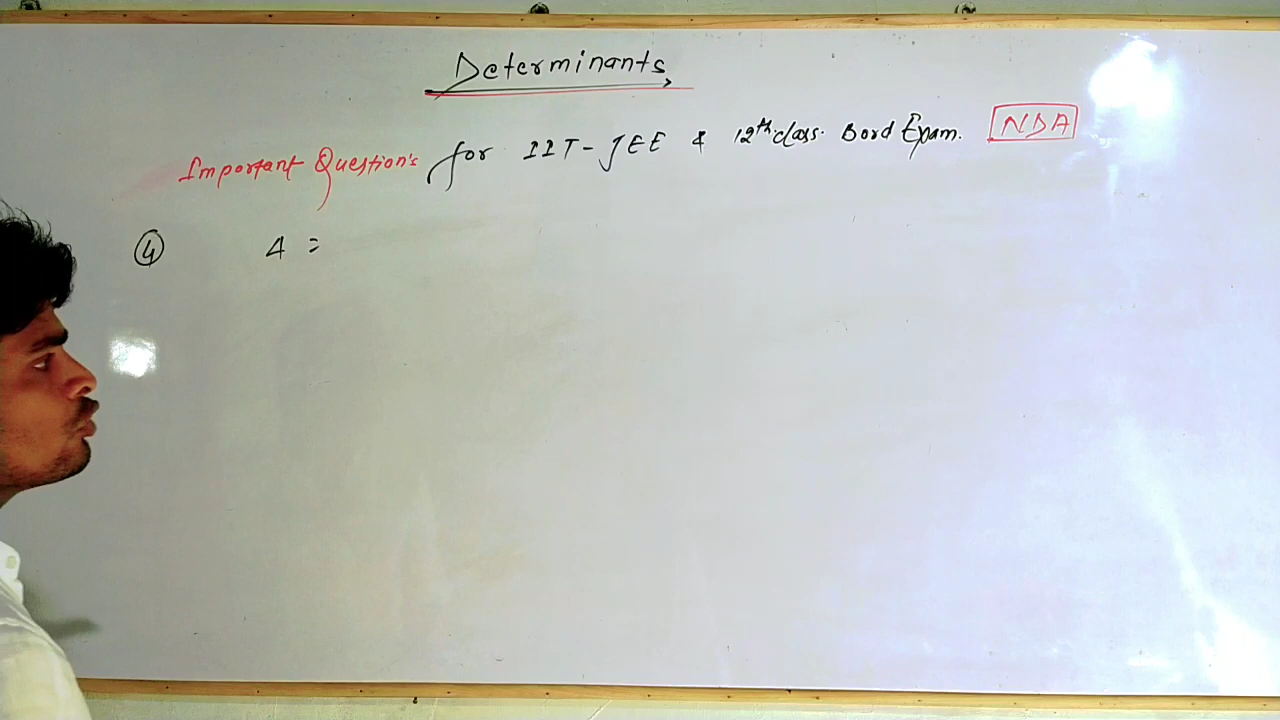 Determinants
Important Question's for IIT-JEE & 12th class. Bord Exam. NDA
④ Δ =